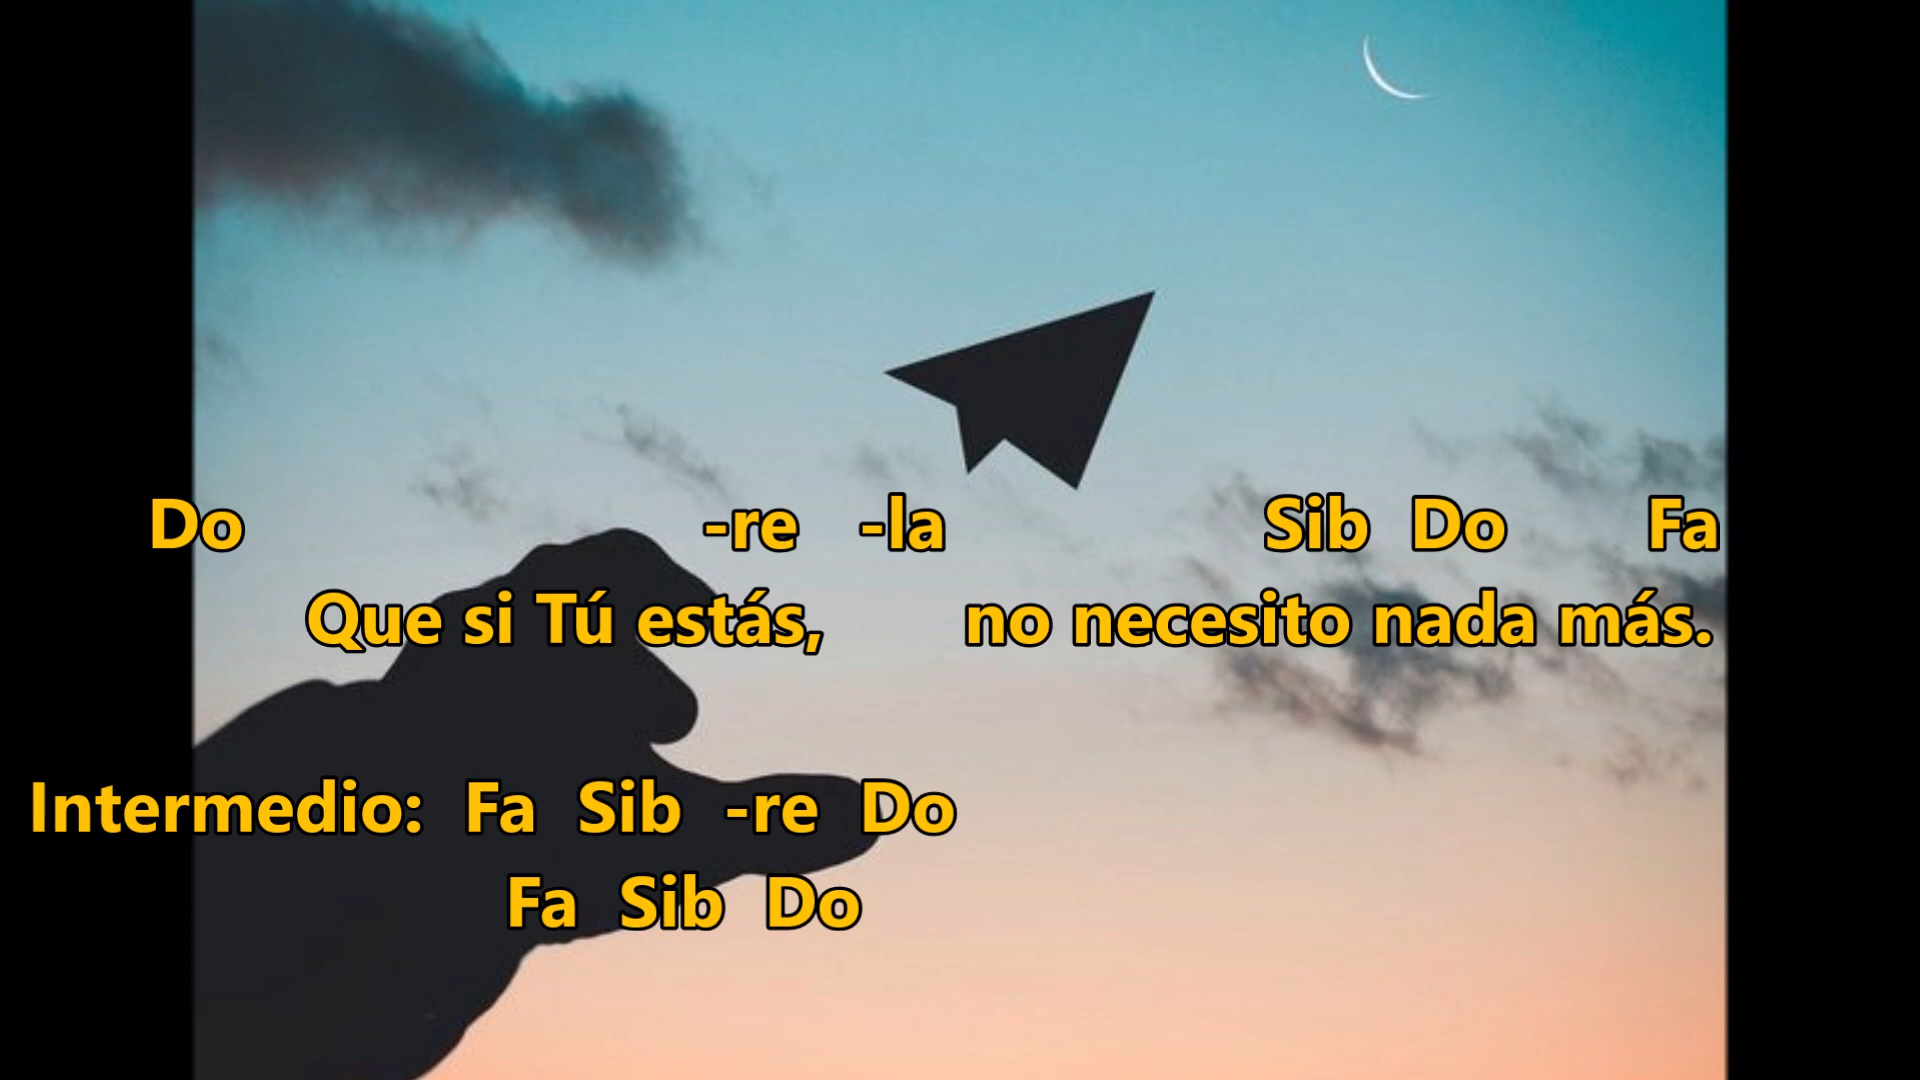 Do -re -la Sib Do Fa
Que si Tú estás, no necesito nada más.
Intermedio: Fa Sib -re Do
Fa Sib Do